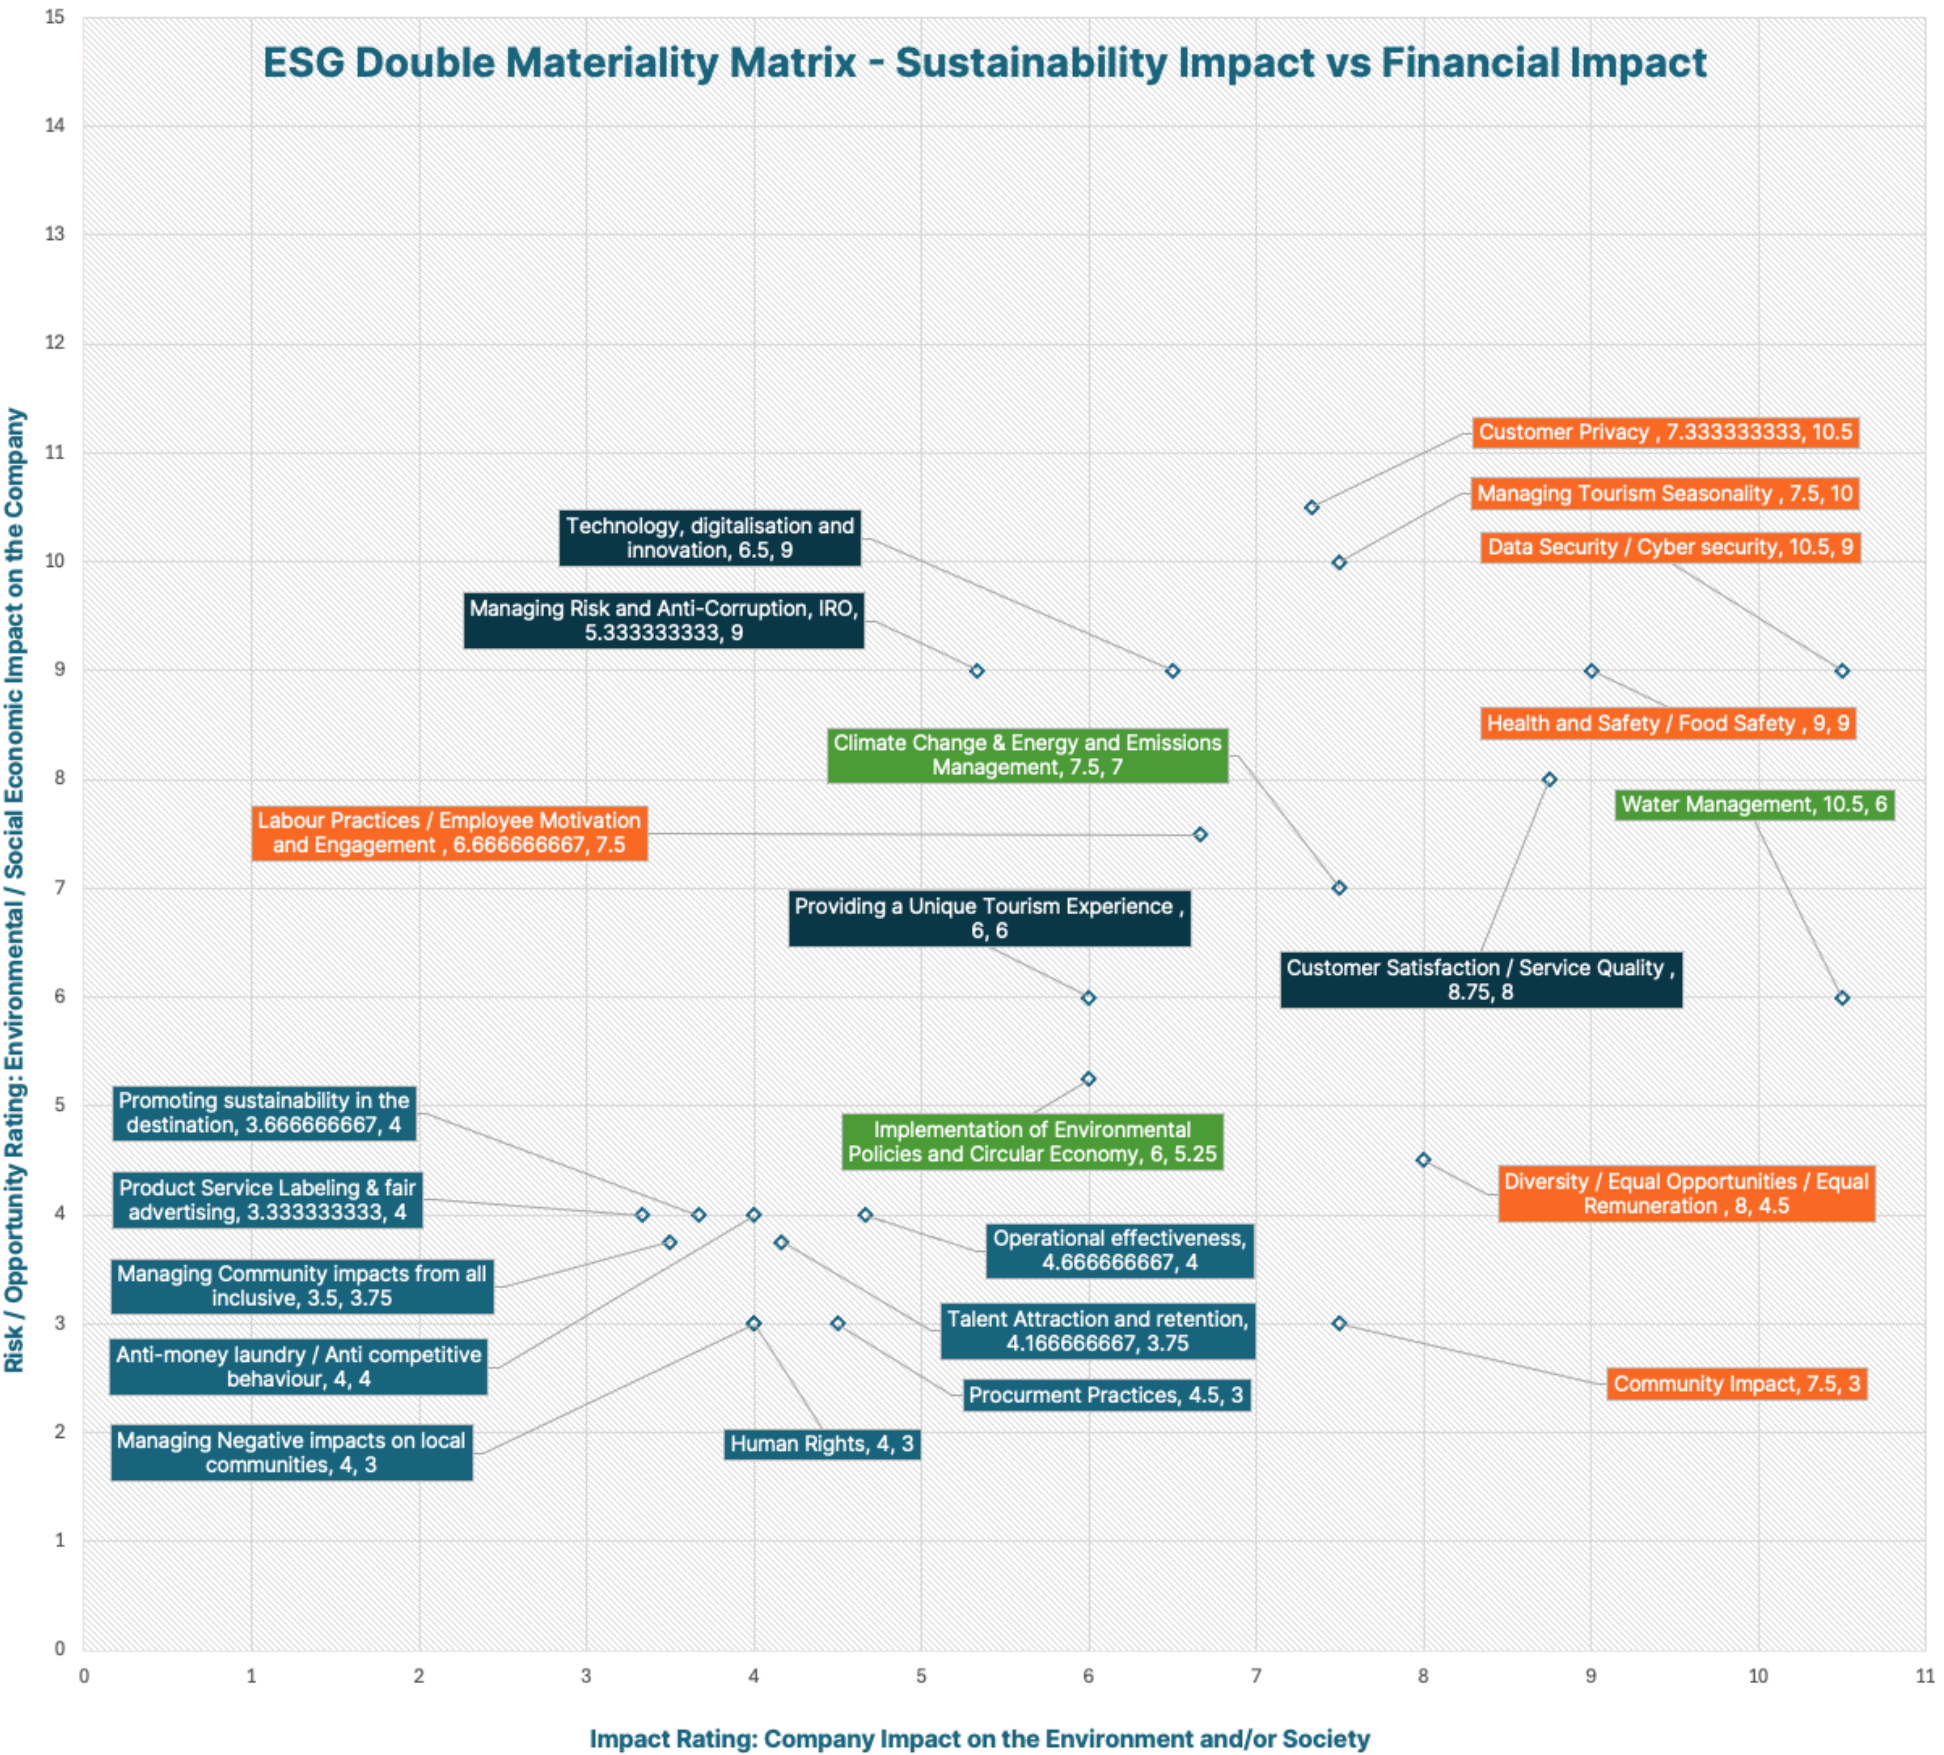 ESG Double Materiality Matrix - Sustainability Impact vs Financial Impact
Risk / Opportunity Rating: Environmental / Social Economic Impact on the Company
15
14
13
12
11
10
9
8
7
6
5
4
3
2
1
0
Customer Privacy , 7.333333333, 10.5
Managing Tourism Seasonality , 7.5, 10
Technology, digitalisation and
innovation, 6.5, 9
Data Security / Cyber security, 10.5, 9
Managing Risk and Anti-Corruption, IRO,
5.333333333, 9
Health and Safety / Food Safety , 9, 9
Climate Change & Energy and Emissions
Management, 7.5, 7
Water Management, 10.5, 6
Labour Practices / Employee Motivation
and Engagement , 6.666666667, 7.5
Providing a Unique Tourism Experience ,
6, 6
Customer Satisfaction / Service Quality ,
8.75, 8
Promoting sustainability in the
destination, 3.666666667, 4
Implementation of Environmental
Policies and Circular Economy, 6, 5.25
Diversity / Equal Opportunities / Equal
Remuneration , 8, 4.5
Product Service Labeling & fair
advertising, 3.333333333, 4
Operational effectiveness,
4.666666667, 4
Managing Community impacts from all
inclusive, 3.5, 3.75
Talent Attraction and retention,
4.166666667, 3.75
Anti-money laundry / Anti competitive
behaviour, 4, 4
Procurment Practices, 4.5, 3
Community Impact, 7.5, 3
Managing Negative impacts on local
communities, 4, 3
Human Rights, 4, 3
0 1 2 3 4 5 6 7 8 9 10 11
Impact Rating: Company Impact on the Environment and/or Society